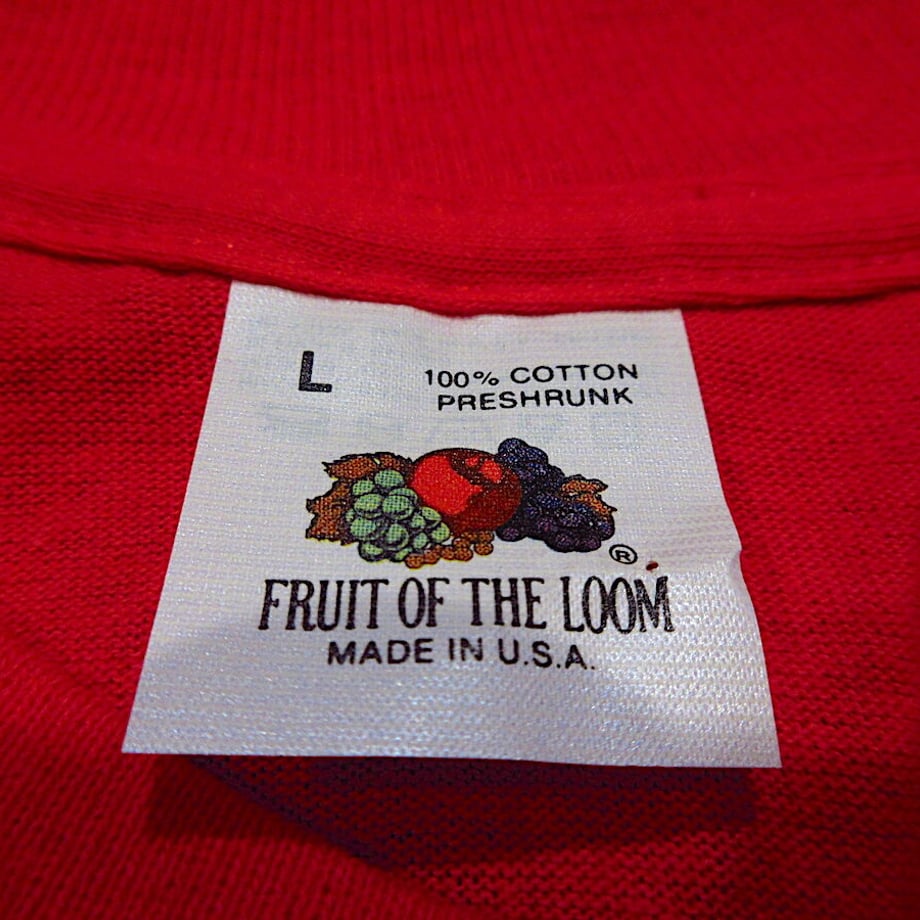 L
100% COTTON
PRESHRUNK
®
FRUIT OF THE LOOM
MADE IN U.S.A.